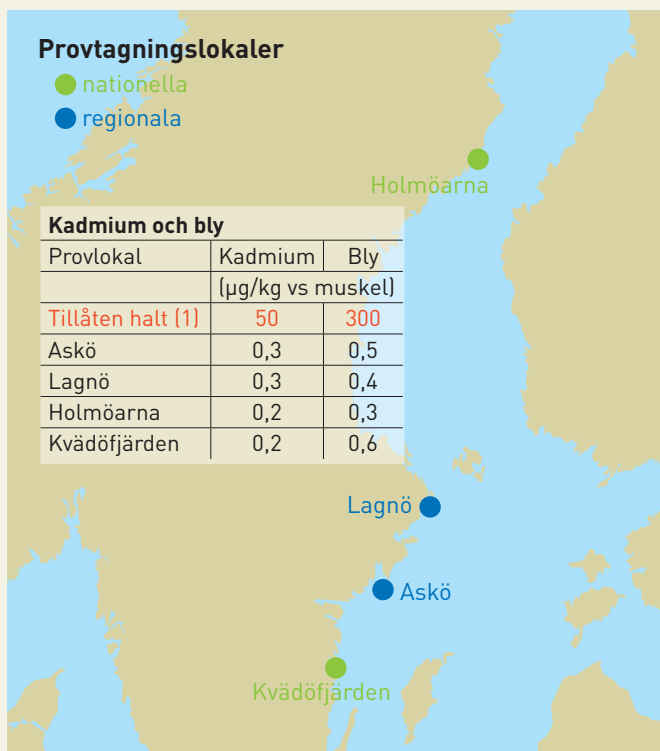 Provtagningslokaler
nationella
regionala
Holmöarna
Kadmium och bly
Provlokal Kadmium Bly
(µg/kg vs muskel)
Tillåten halt (1) 50 300
Askö 0,3 0,5
Lagnö 0,3 0,4
Holmöarna 0,2 0,3
Kvädöfjärden 0,2 0,6
Lagnö
Askö
Kvädöfjärden